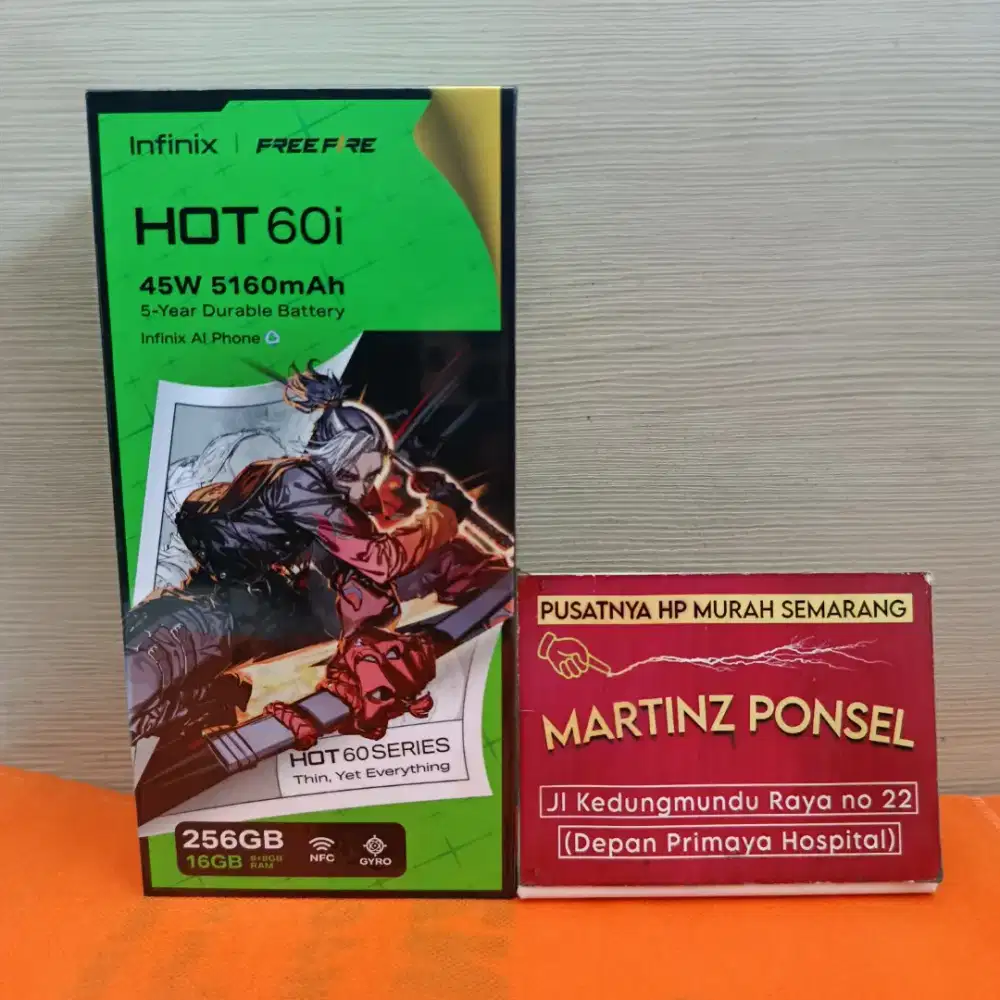 Infinix | FREE FIRE
HOT 60i
45W 5160mAh
5-Year Durable Battery
Infinix AI Phone
HOT 60 SERIES
Thin, Yet Everything
256GB
16GB 8+8GB RAM
NFC
GYRO
PUSATNYA HP MURAH SEMARANG
MARTINZ PONSEL
Jl Kedungmundu Raya no 22
(Depan Primaya Hospital)